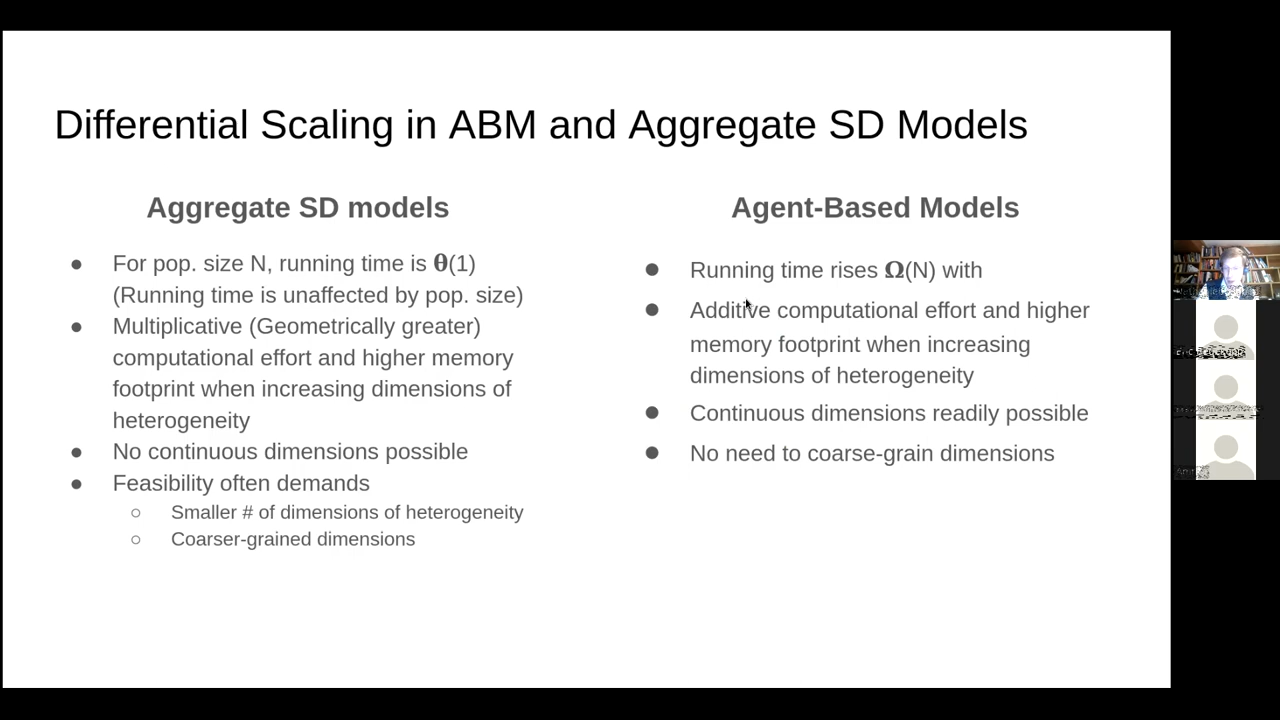 Differential Scaling in ABM and Aggregate SD Models
Aggregate SD models
● For pop. size N, running time is θ(1)
(Running time is unaffected by pop. size)
● Multiplicative (Geometrically greater)
computational effort and higher memory
footprint when increasing dimensions of
heterogeneity
● No continuous dimensions possible
● Feasibility often demands
○ Smaller # of dimensions of heterogeneity
○ Coarser-grained dimensions
Agent-Based Models
● Running time rises Ω(N) with
● Additive computational effort and higher
memory footprint when increasing
dimensions of heterogeneity
● Continuous dimensions readily possible
● No need to coarse-grain dimensions